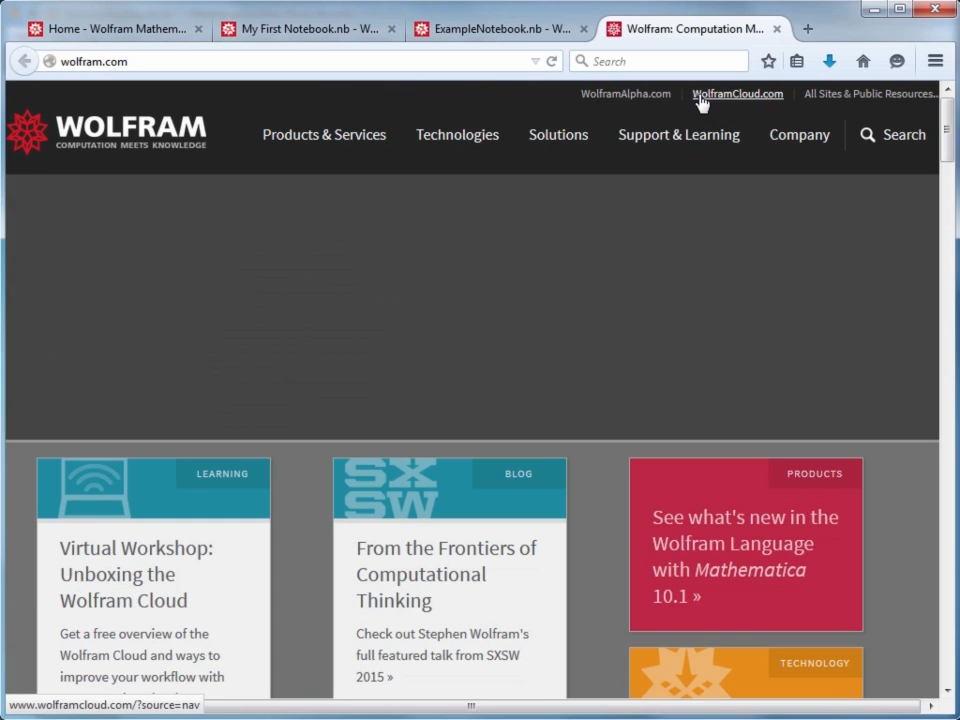 Home - Wolfram Mathem...
My First Notebook.nb - W...
ExampleNotebook.nb - W...
Wolfram: Computation M...
wolfram.com
Search
WolframAlpha.com
WolframCloud.com
All Sites & Public Resources...
WOLFRAM
COMPUTATION MEETS KNOWLEDGE
Products & Services
Technologies
Solutions
Support & Learning
Company
Search
LEARNING
Virtual Workshop:
Unboxing the
Wolfram Cloud
Get a free overview of the
Wolfram Cloud and ways to
improve your workflow with
SXSW
BLOG
From the Frontiers of
Computational
Thinking
Check out Stephen Wolfram's
full featured talk from SXSW
2015 »
PRODUCTS
See what's new in the
Wolfram Language
with Mathematica
10.1 »
TECHNOLOGY
www.wolframcloud.com/?source=nav